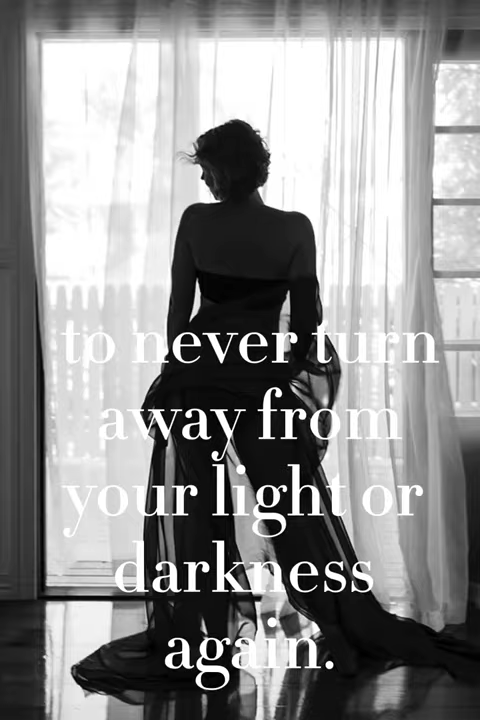 to never turn
away from
your light or
darkness
again.